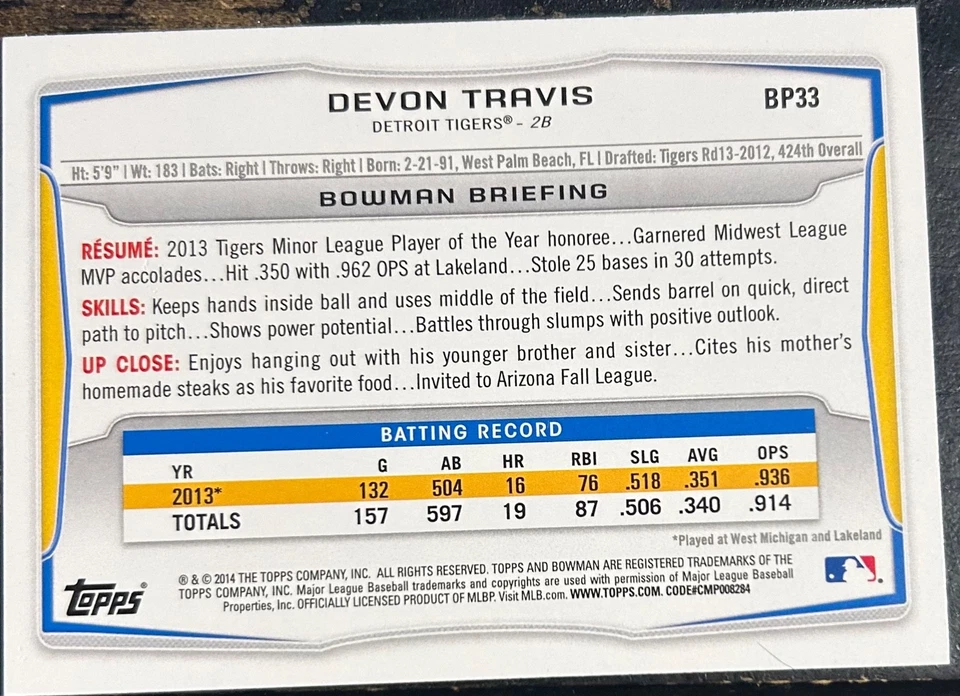 DEVON TRAVIS
BP33
DETROIT TIGERS® - 2B
Ht: 5'9" | Wt: 183 | Bats: Right | Throws: Right | Born: 2-21-91, West Palm Beach, FL | Drafted: Tigers Rd13-2012, 424th Overall
BOWMAN BRIEFING
RÉSUMÉ: 2013 Tigers Minor League Player of the Year honoree...Garnered Midwest League
MVP accolades...Hit .350 with .962 OPS at Lakeland...Stole 25 bases in 30 attempts.
SKILLS: Keeps hands inside ball and uses middle of the field...Sends barrel on quick, direct
path to pitch...Shows power potential...Battles through slumps with positive outlook.
UP CLOSE: Enjoys hanging out with his younger brother and sister...Cites his mother's
homemade steaks as his favorite food...Invited to Arizona Fall League.
BATTING RECORD
YR G AB HR RBI SLG AVG OPS
2013* 132 504 16 76 .518 .351 .936
TOTALS 157 597 19 87 .506 .340 .914
*Played at West Michigan and Lakeland
® & © 2014 THE TOPPS COMPANY, INC. ALL RIGHTS RESERVED. TOPPS AND BOWMAN ARE REGISTERED TRADEMARKS OF THE
TOPPS COMPANY, INC. Major League Baseball trademarks and copyrights are used with permission of Major League Baseball
Properties, Inc. OFFICIALLY LICENSED PRODUCT OF MLBP. Visit MLB.com. WWW.TOPPS.COM. CODE#CMP008284
TOPPS®